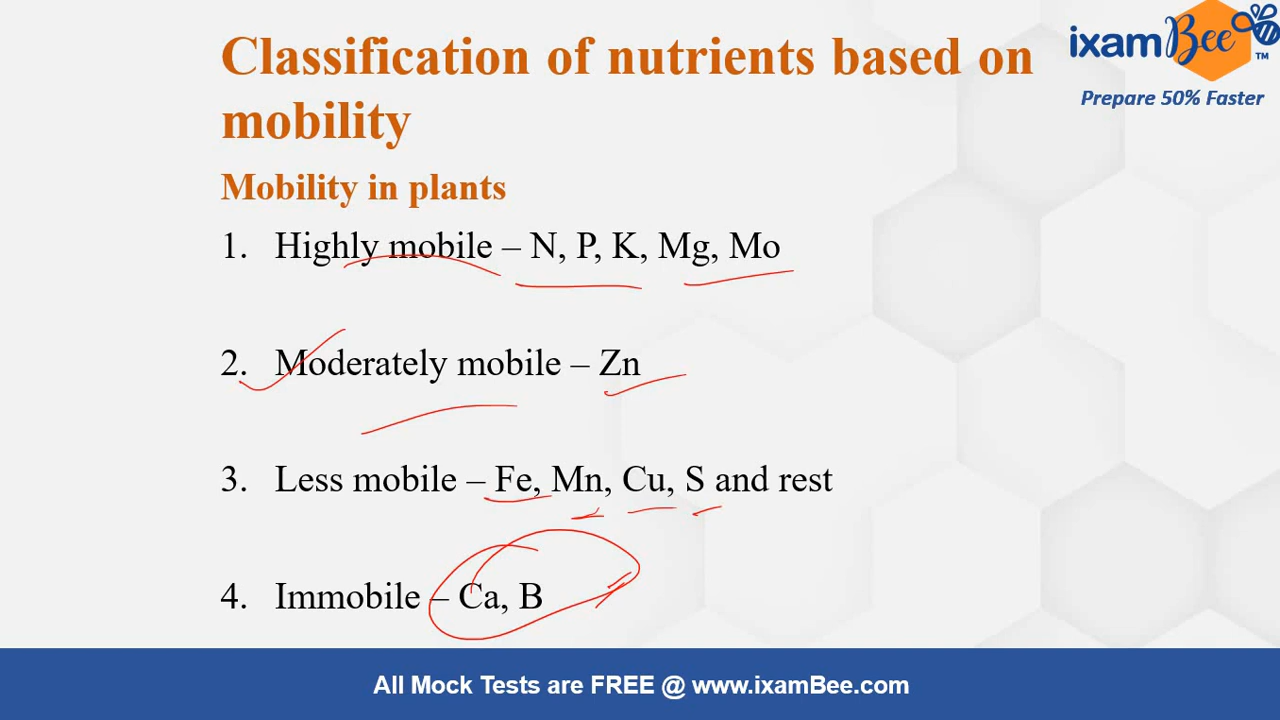 Classification of nutrients based on
mobility
ixamBee™
Prepare 50% Faster
Mobility in plants
1. Highly mobile – N, P, K, Mg, Mo
2. Moderately mobile – Zn
3. Less mobile – Fe, Mn, Cu, S and rest
4. Immobile – Ca, B
All Mock Tests are FREE @ www.ixamBee.com